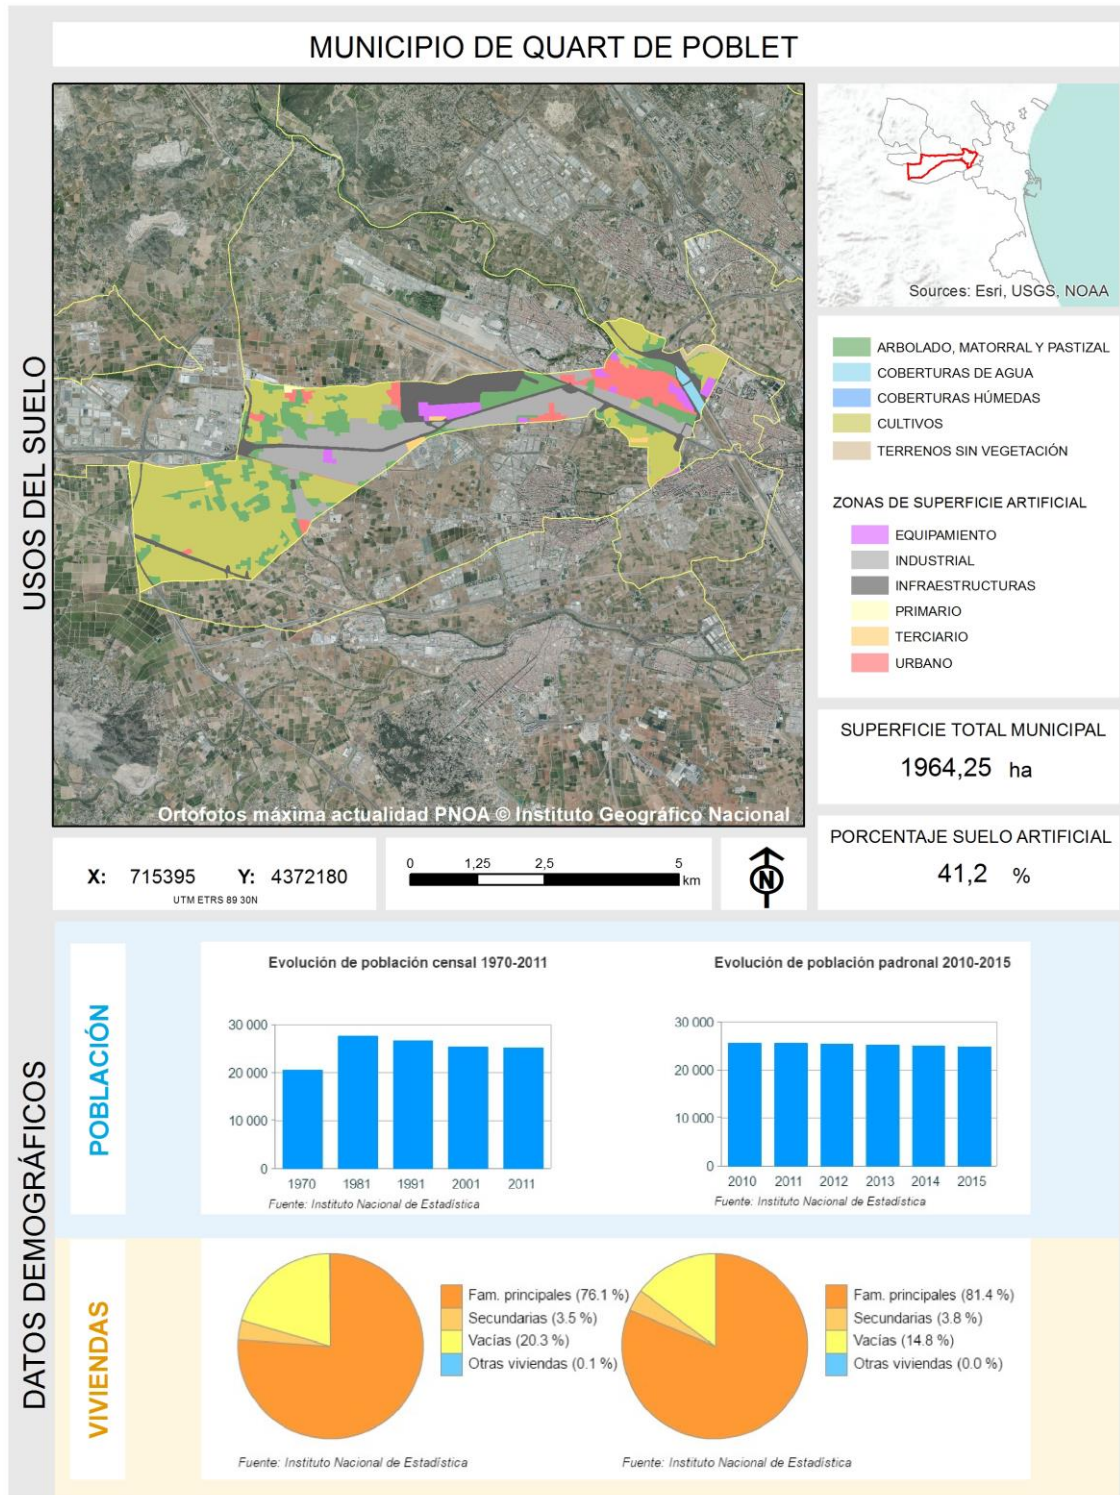 MUNICIPIO DE QUART DE POBLET
USOS DEL SUELO
Ortofotos máxima actualidad PNOA © Instituto Geográfico Nacional
Sources: Esri, USGS, NOAA
ARBOLADO, MATORRAL Y PASTIZAL
COBERTURAS DE AGUA
COBERTURAS HÚMEDAS
CULTIVOS
TERRENOS SIN VEGETACIÓN
ZONAS DE SUPERFICIE ARTIFICIAL
EQUIPAMIENTO
INDUSTRIAL
INFRAESTRUCTURAS
PRIMARIO
TERCIARIO
URBANO
SUPERFICIE TOTAL MUNICIPAL
1964,25 ha
PORCENTAJE SUELO ARTIFICIAL
41,2 %
X: 715395 Y: 4372180
UTM ETRS 89 30N
0 1,25 2,5 5
km
N
DATOS DEMOGRÁFICOS
POBLACIÓN
Evolución de población censal 1970-2011
30 000
20 000
10 000
0
1970 1981 1991 2001 2011
Fuente: Instituto Nacional de Estadística
Evolución de población padronal 2010-2015
30 000
20 000
10 000
0
2010 2011 2012 2013 2014 2015
Fuente: Instituto Nacional de Estadística
VIVIENDAS
Fam. principales (76.1 %)
Secundarias (3.5 %)
Vacías (20.3 %)
Otras viviendas (0.1 %)
Fuente: Instituto Nacional de Estadística
Fam. principales (81.4 %)
Secundarias (3.8 %)
Vacías (14.8 %)
Otras viviendas (0.0 %)
Fuente: Instituto Nacional de Estadística